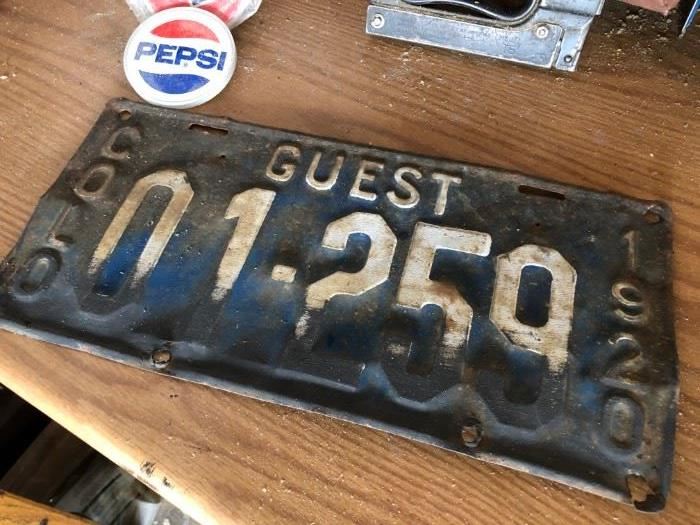 PEPSI
GUEST
COLO
01-259
1920